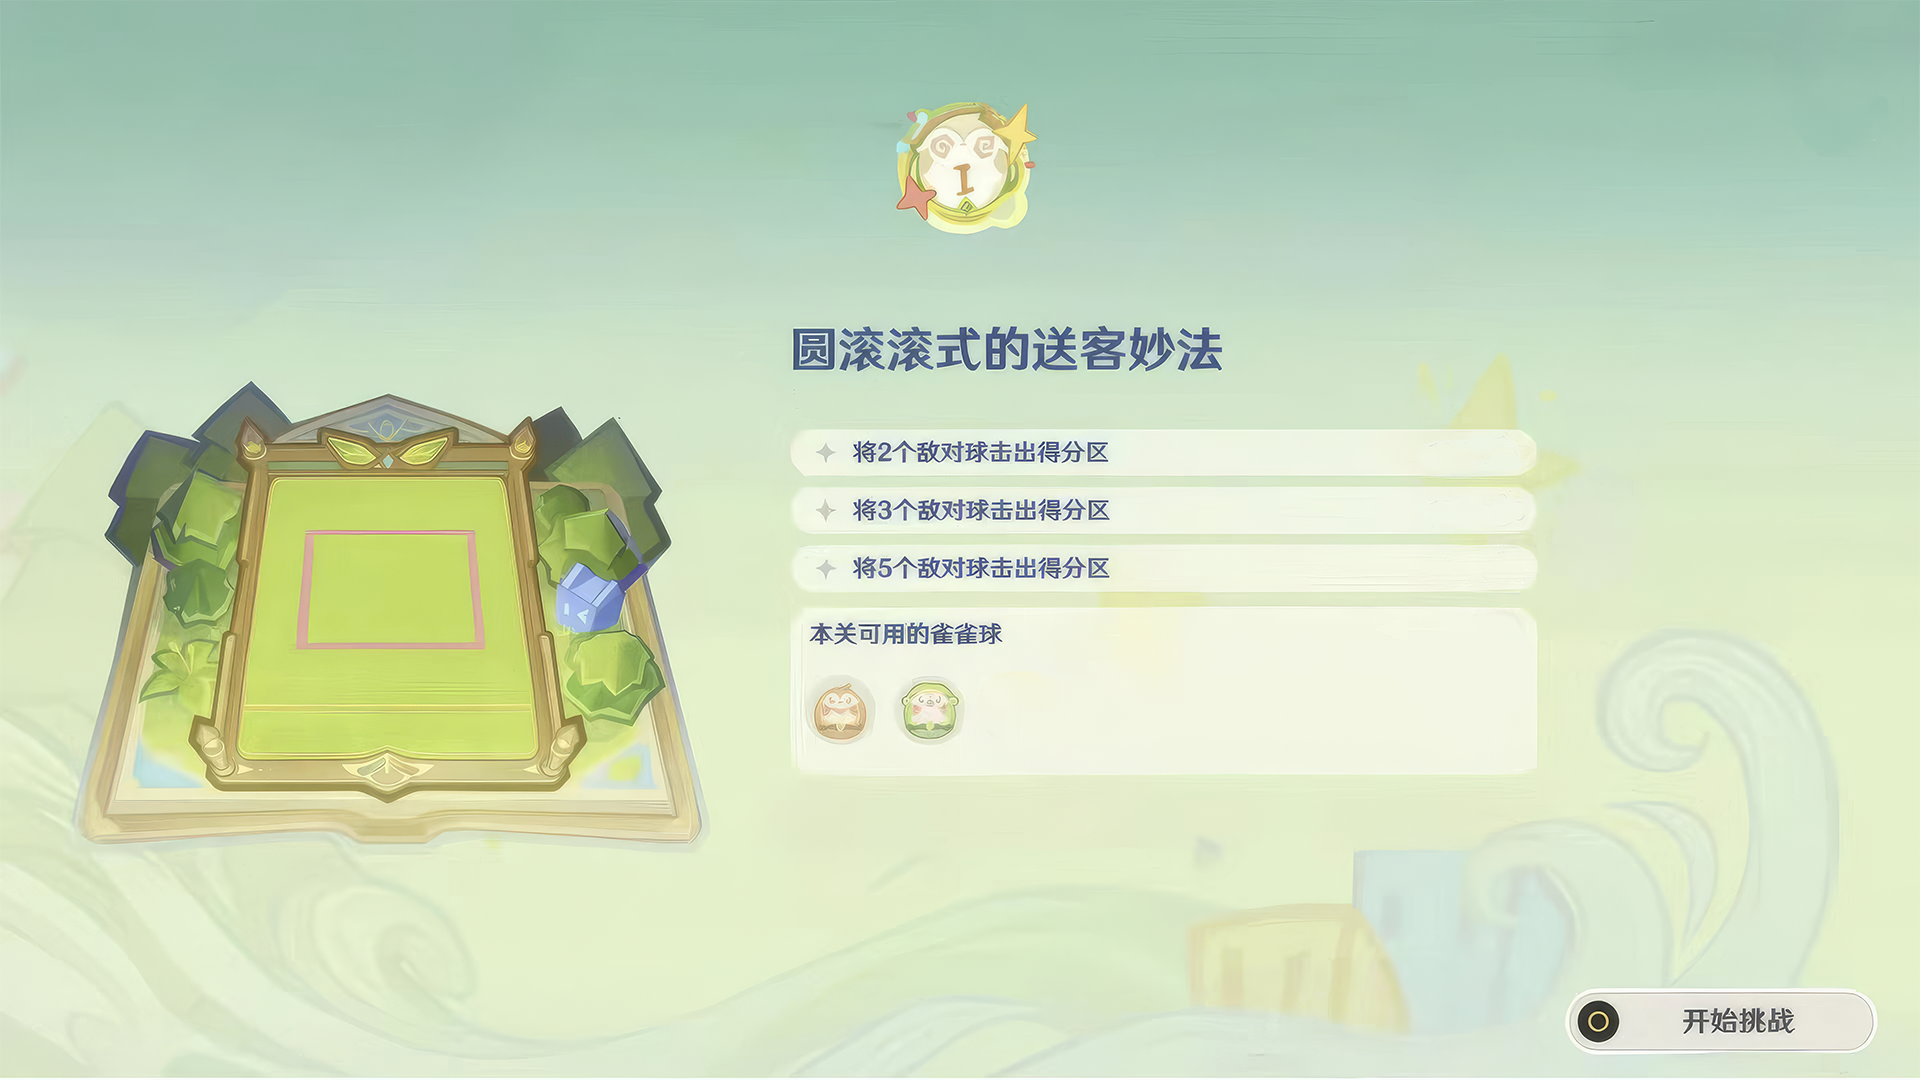 I
圆滚滚式的送客妙法
将2个敌对球击出得分区
将3个敌对球击出得分区
将5个敌对球击出得分区
本关可用的雀雀球
开始挑战